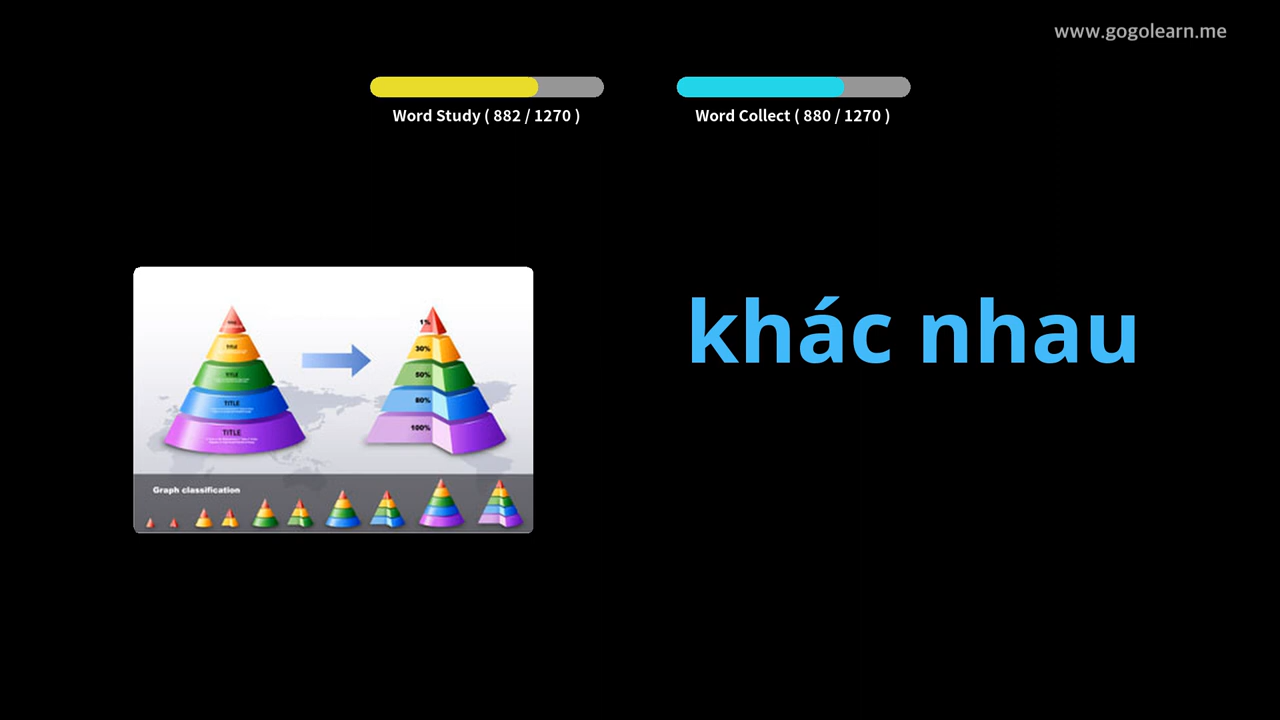 www.gogolearn.me
Word Study ( 882 / 1270 )
Word Collect ( 880 / 1270 )
khác nhau
TITLE
TITLE
TITLE
TITLE
1%
30%
50%
80%
100%
Graph classification